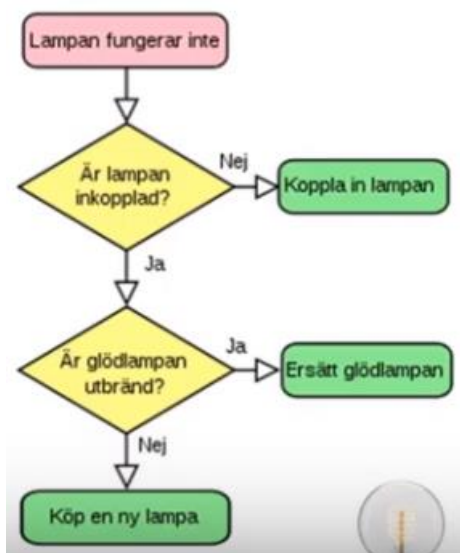 Lampan fungerar inte
Är lampan
inkopplad?
Nej
Koppla in lampan
Ja
Är glödlampan
utbränd?
Ja
Ersätt glödlampan
Nej
Köp en ny lampa